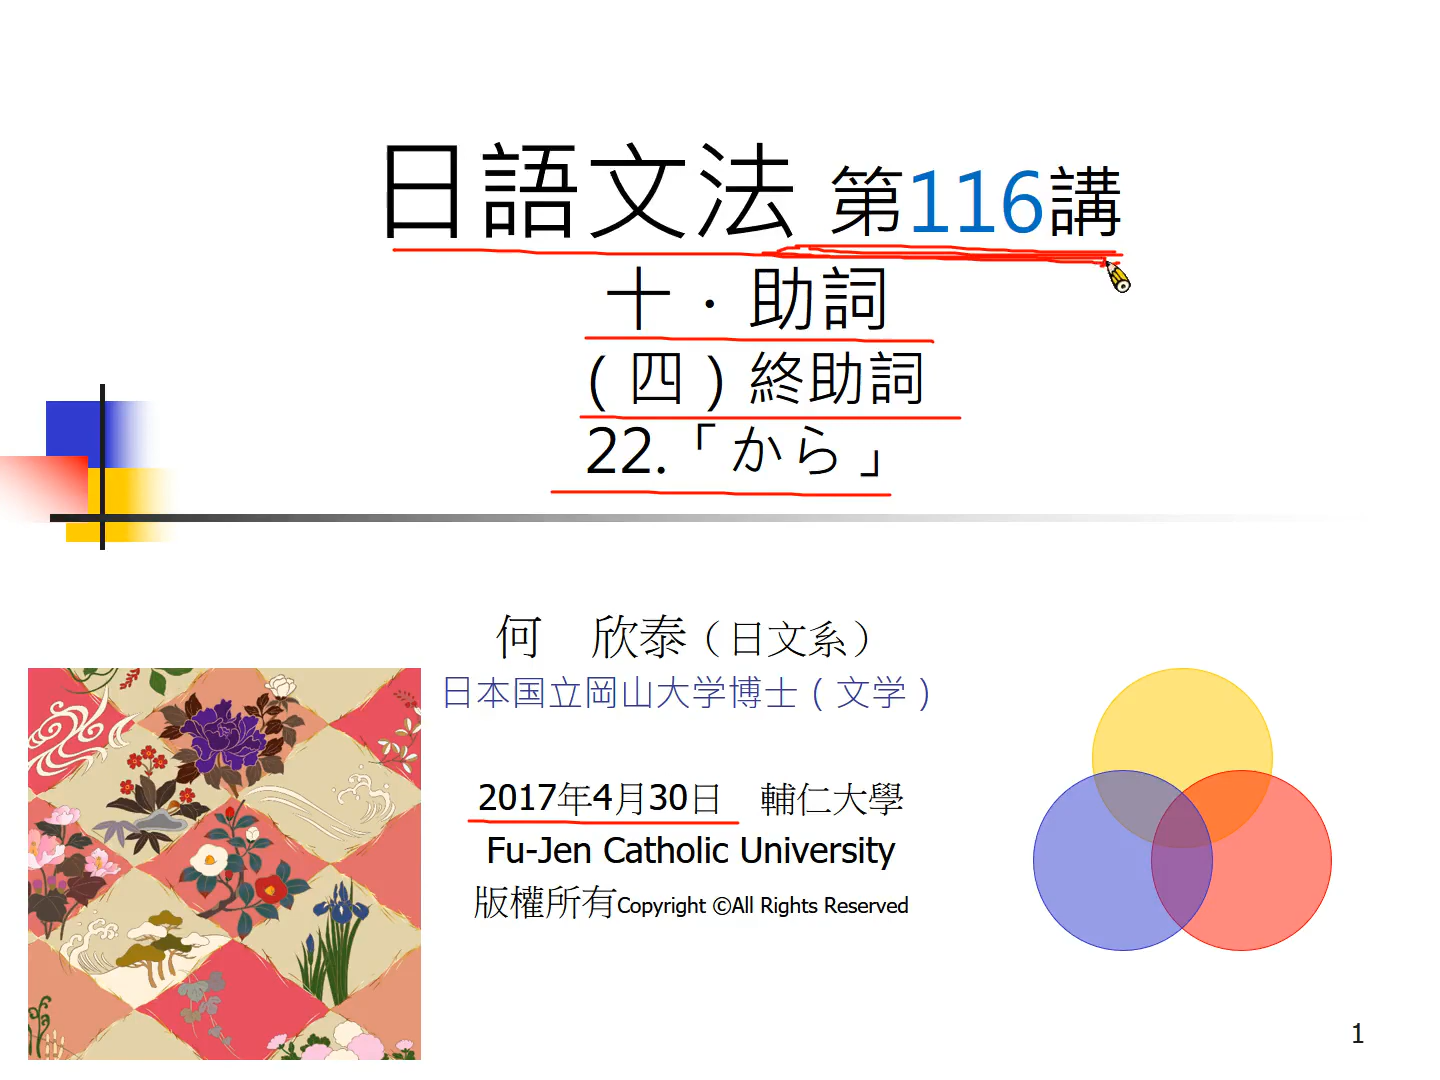 日語文法 第116講
十．助詞
(四)終助詞
22.「から」
何　欣泰（日文系）
日本国立岡山大学博士(文学)
2017年4月30日　輔仁大學
Fu-Jen Catholic University
版權所有Copyright ©All Rights Reserved
1